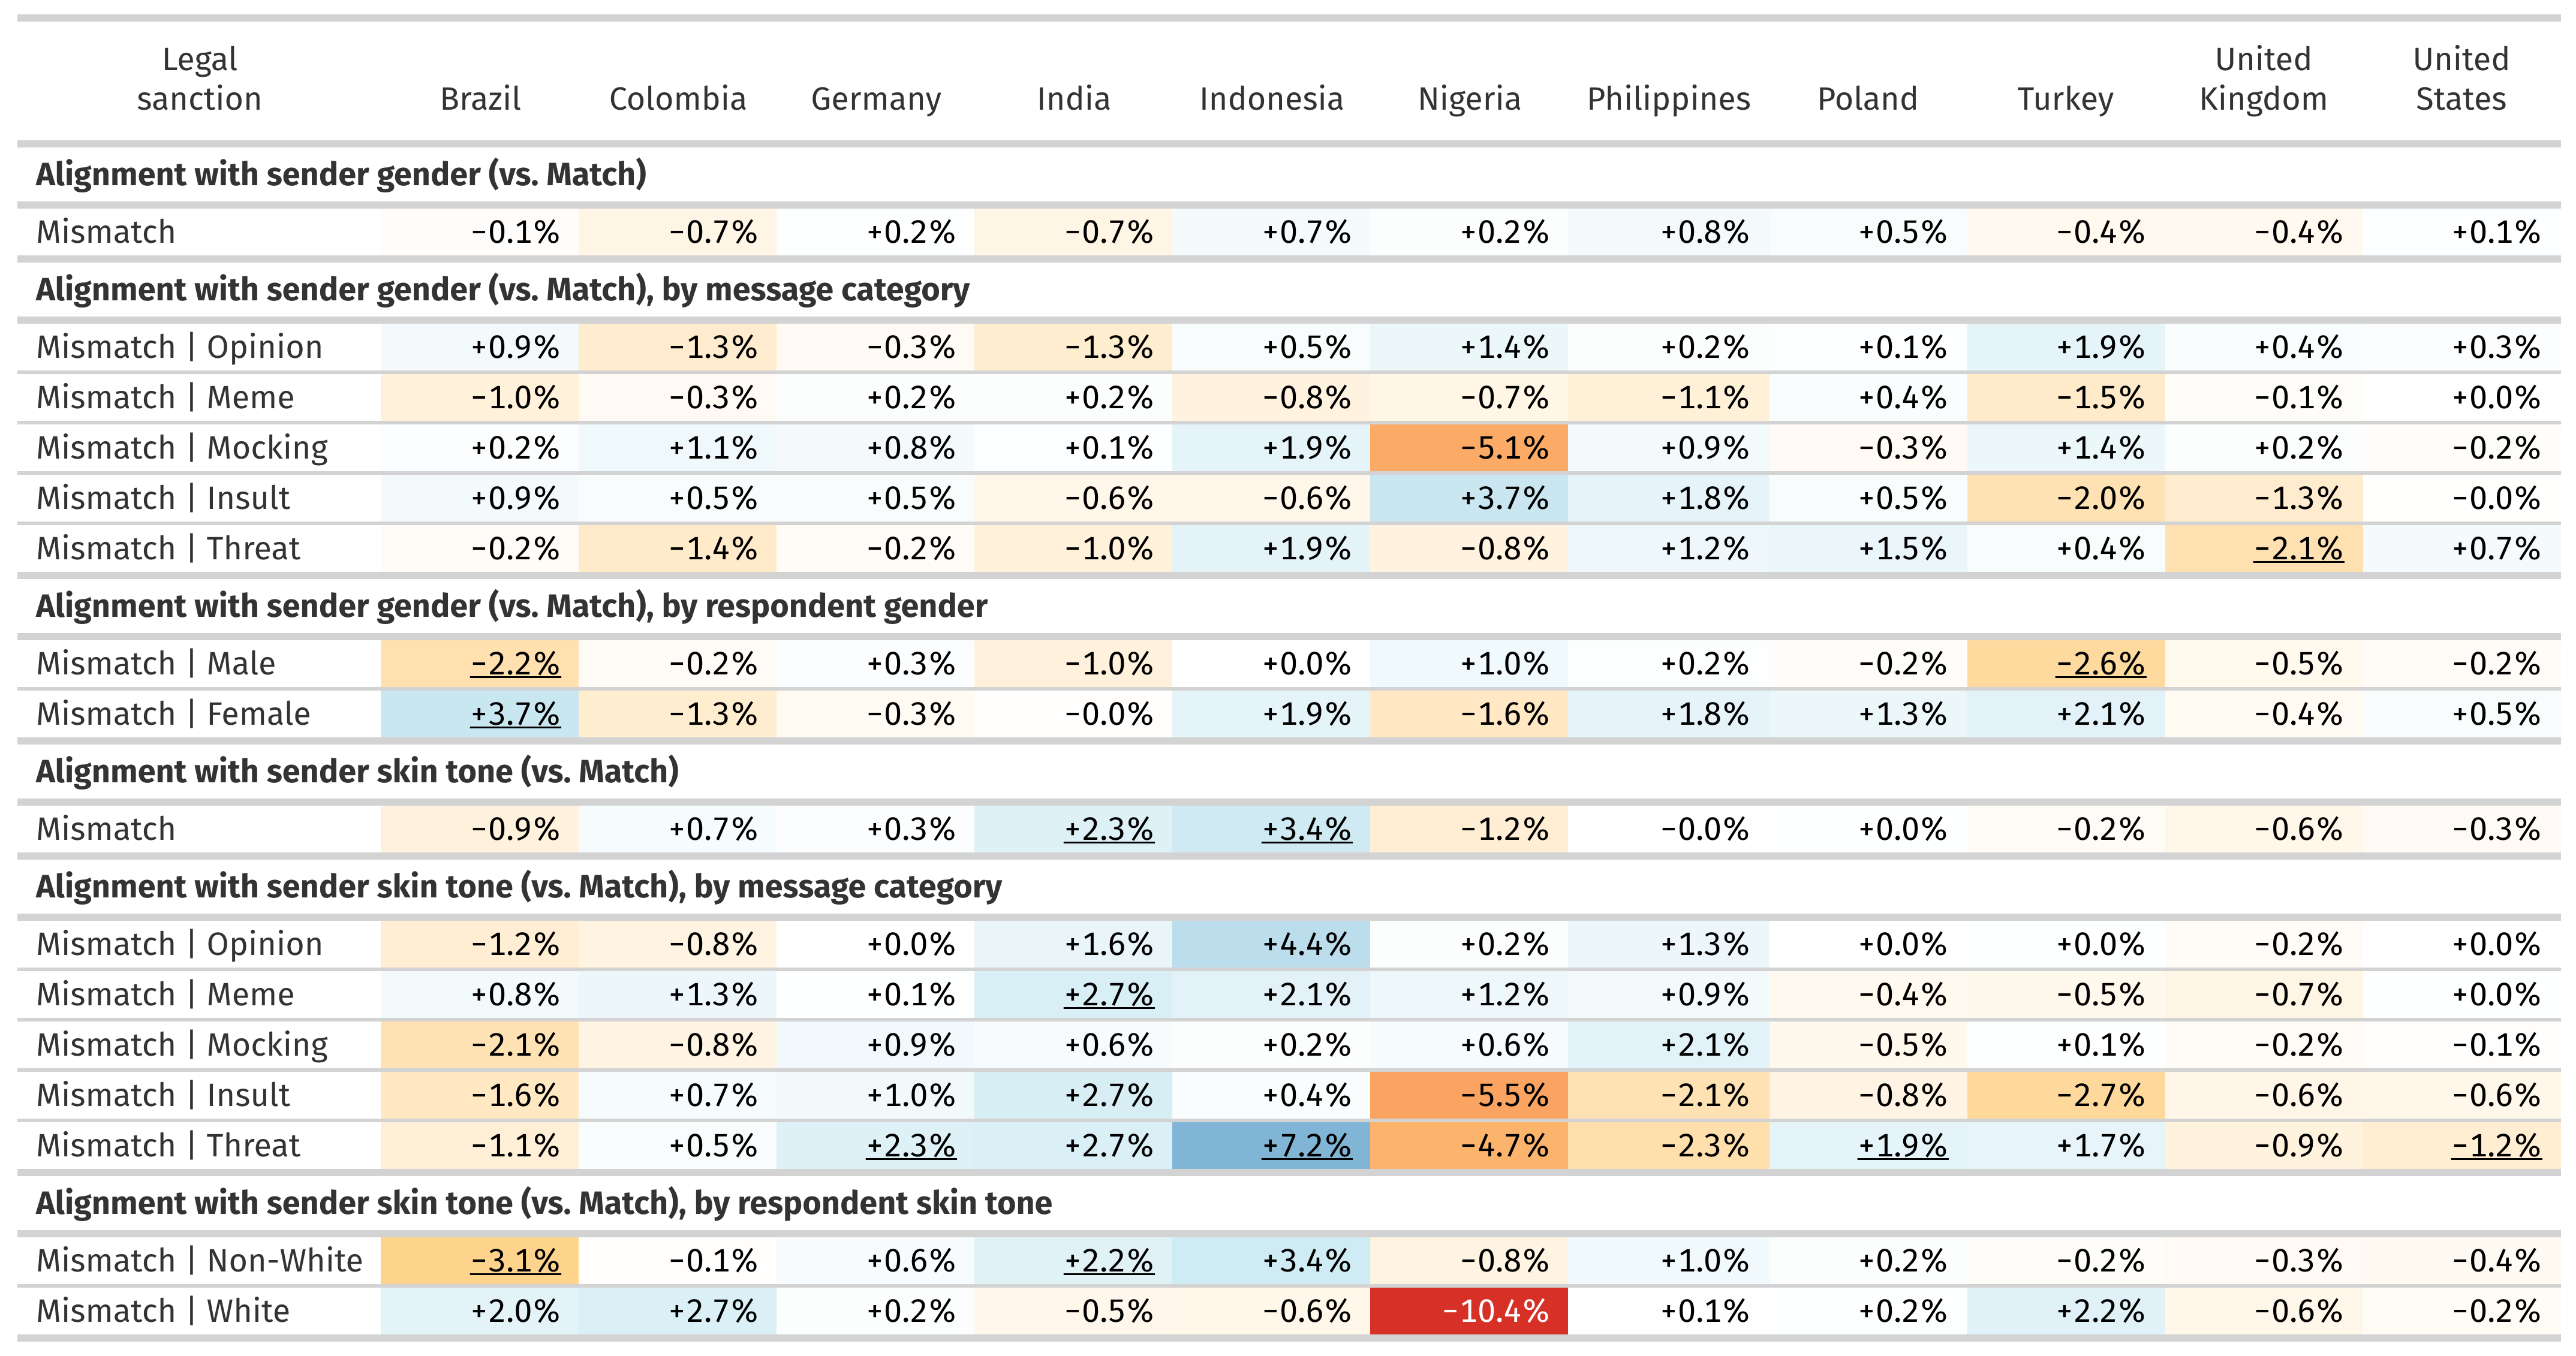 Legal sanction Brazil Colombia Germany India Indonesia Nigeria Philippines Poland Turkey United Kingdom United States
Alignment with sender gender (vs. Match)
Mismatch −0.1% −0.7% +0.2% −0.7% +0.7% +0.2% +0.8% +0.5% −0.4% −0.4% +0.1%
Alignment with sender gender (vs. Match), by message category
Mismatch | Opinion +0.9% −1.3% −0.3% −1.3% +0.5% +1.4% +0.2% +0.1% +1.9% +0.4% +0.3%
Mismatch | Meme −1.0% −0.3% +0.2% +0.2% −0.8% −0.7% −1.1% +0.4% −1.5% −0.1% +0.0%
Mismatch | Mocking +0.2% +1.1% +0.8% +0.1% +1.9% −5.1% +0.9% −0.3% +1.4% +0.2% −0.2%
Mismatch | Insult +0.9% +0.5% +0.5% −0.6% −0.6% +3.7% +1.8% +0.5% −2.0% −1.3% −0.0%
Mismatch | Threat −0.2% −1.4% −0.2% −1.0% +1.9% −0.8% +1.2% +1.5% +0.4% −2.1% +0.7%
Alignment with sender gender (vs. Match), by respondent gender
Mismatch | Male −2.2% −0.2% +0.3% −1.0% +0.0% +1.0% +0.2% −0.2% −2.6% −0.5% −0.2%
Mismatch | Female +3.7% −1.3% −0.3% −0.0% +1.9% −1.6% +1.8% +1.3% +2.1% −0.4% +0.5%
Alignment with sender skin tone (vs. Match)
Mismatch −0.9% +0.7% +0.3% +2.3% +3.4% −1.2% −0.0% +0.0% −0.2% −0.6% −0.3%
Alignment with sender skin tone (vs. Match), by message category
Mismatch | Opinion −1.2% −0.8% +0.0% +1.6% +4.4% +0.2% +1.3% +0.0% +0.0% −0.2% +0.0%
Mismatch | Meme +0.8% +1.3% +0.1% +2.7% +2.1% +1.2% +0.9% −0.4% −0.5% −0.7% +0.0%
Mismatch | Mocking −2.1% −0.8% +0.9% +0.6% +0.2% +0.6% +2.1% −0.5% +0.1% −0.2% −0.1%
Mismatch | Insult −1.6% +0.7% +1.0% +2.7% +0.4% −5.5% −2.1% −0.8% −2.7% −0.6% −0.6%
Mismatch | Threat −1.1% +0.5% +2.3% +2.7% +7.2% −4.7% −2.3% +1.9% +1.7% −0.9% −1.2%
Alignment with sender skin tone (vs. Match), by respondent skin tone
Mismatch | Non-White −3.1% −0.1% +0.6% +2.2% +3.4% −0.8% +1.0% +0.2% −0.2% −0.3% −0.4%
Mismatch | White +2.0% +2.7% +0.2% −0.5% −0.6% −10.4% +0.1% +0.2% +2.2% −0.6% −0.2%